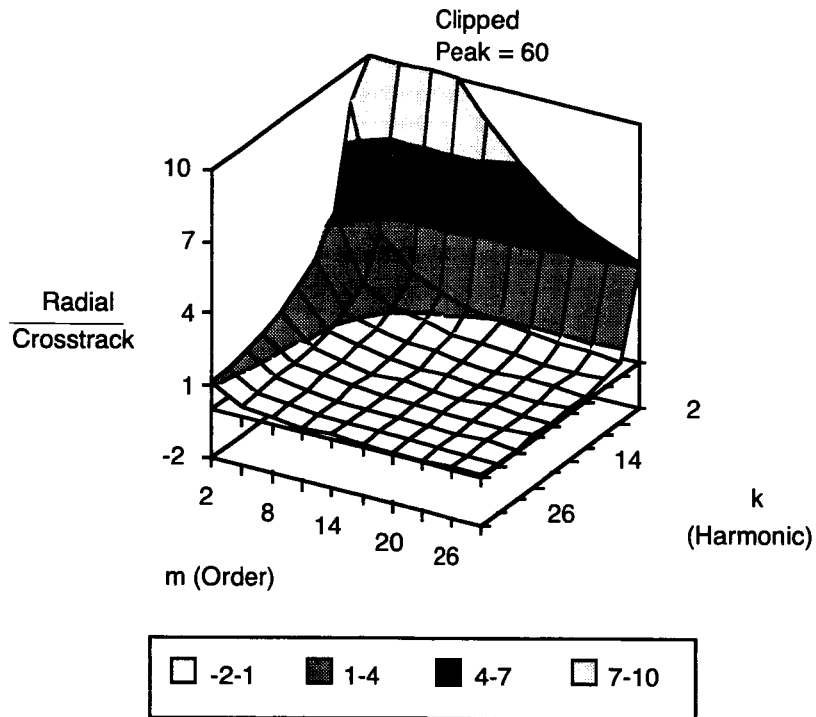 Clipped
Peak = 60
10
7
4
1
-2
Radial
Crosstrack
2
8
14
20
26
m (Order)
2
14
26
k
(Harmonic)
-2-1 1-4 4-7 7-10